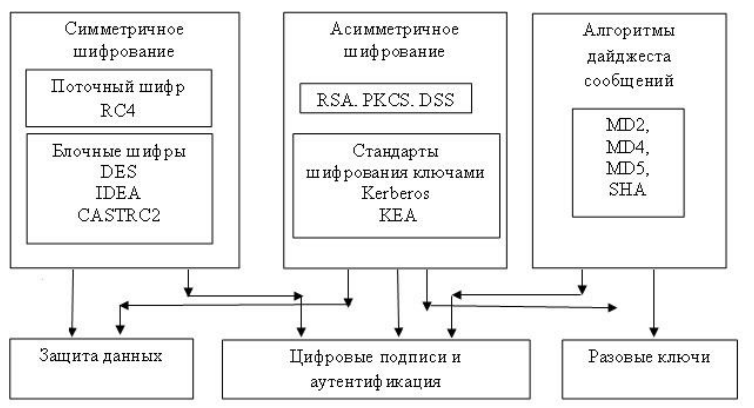 Симметричное
шифрование
Поточный шифр
RC4
Блочные шифры
DES
IDEA
CASTRC2
Асимметричное
шифрование
RSA. PKCS. DSS
Стандарты
шифрования ключами
Kerberos
KEA
Алгоритмы
дайджеста
сообщений
MD2,
MD4,
MD5,
SHA
Защита данных
Цифровые подписи и
аутентификация
Разовые ключи